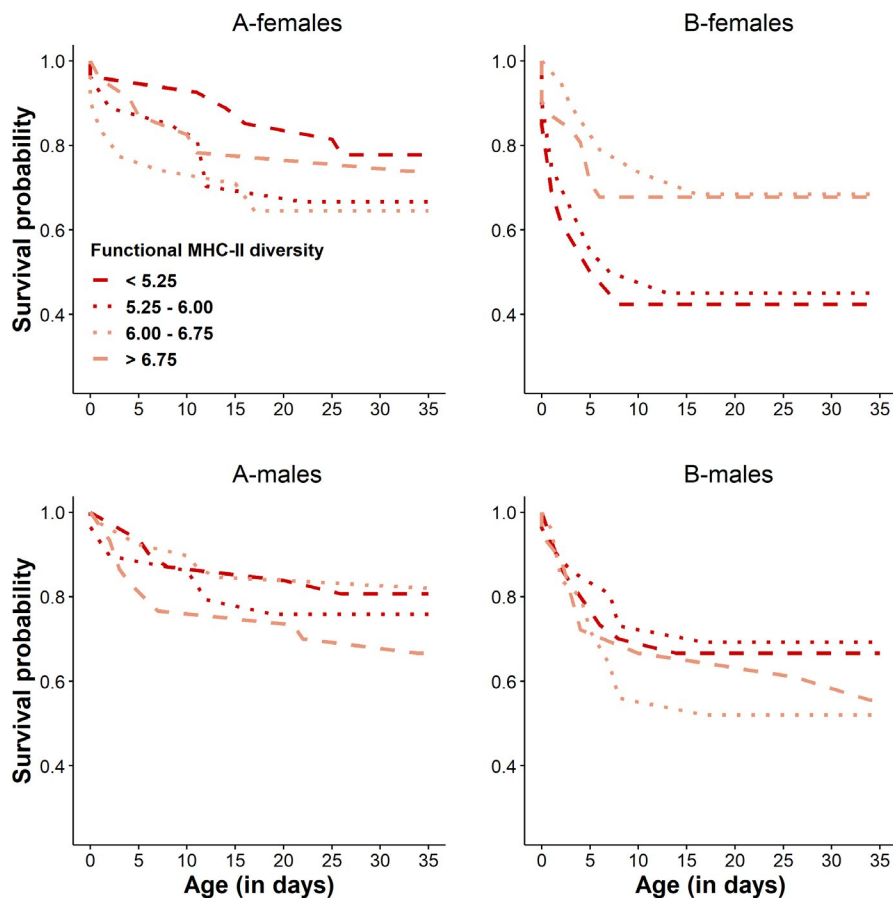 A-females
B-females
Survival probability
1.0
0.8
0.6
0.4
Functional MHC-II diversity
< 5.25
5.25 - 6.00
6.00 - 6.75
> 6.75
0 5 10 15 20 25 30 35
1.0
0.8
0.6
0.4
0 5 10 15 20 25 30 35
A-males
B-males
Survival probability
1.0
0.8
0.6
0.4
0 5 10 15 20 25 30 35
Age (in days)
1.0
0.8
0.6
0.4
0 5 10 15 20 25 30 35
Age (in days)